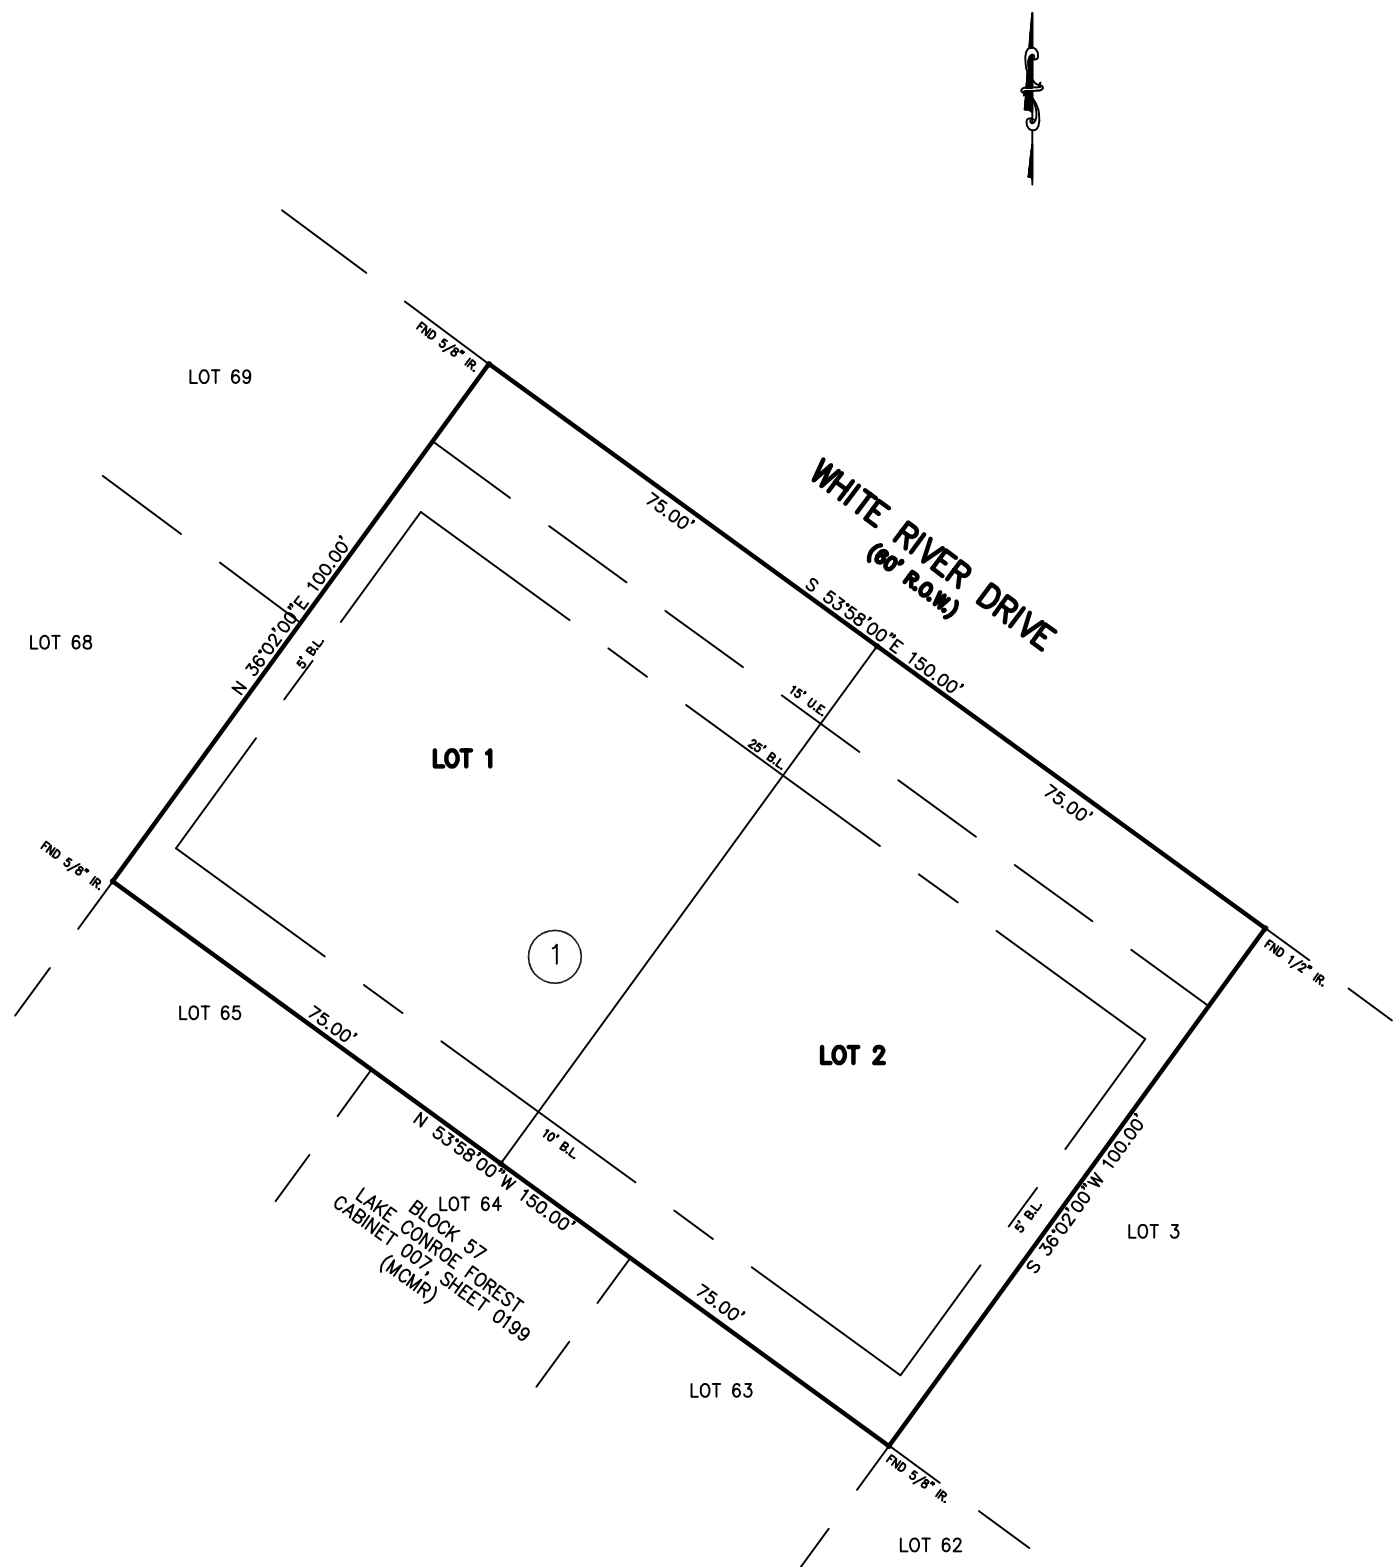 FND 5/8" IR.
LOT 69
WHITE RIVER DRIVE
(60' R.O.W.)
75.00'
S 53°58'00"E 150.00'
N 36°02'00"E 100.00'
LOT 68
5' B.L.
15' U.E.
25' B.L.
LOT 1
75.00'
FND 5/8" IR.
FND 1/2" IR.
1
LOT 65
75.00'
LOT 2
N 53°58'00"W 150.00'
10' B.L.
S 36°02'00"W 100.00'
5' B.L.
LOT 3
LOT 64
BLOCK 57
LAKE CONROE FOREST
CABINET 007, SHEET 0199
(MCMR)
75.00'
LOT 63
FND 5/8" IR.
LOT 62